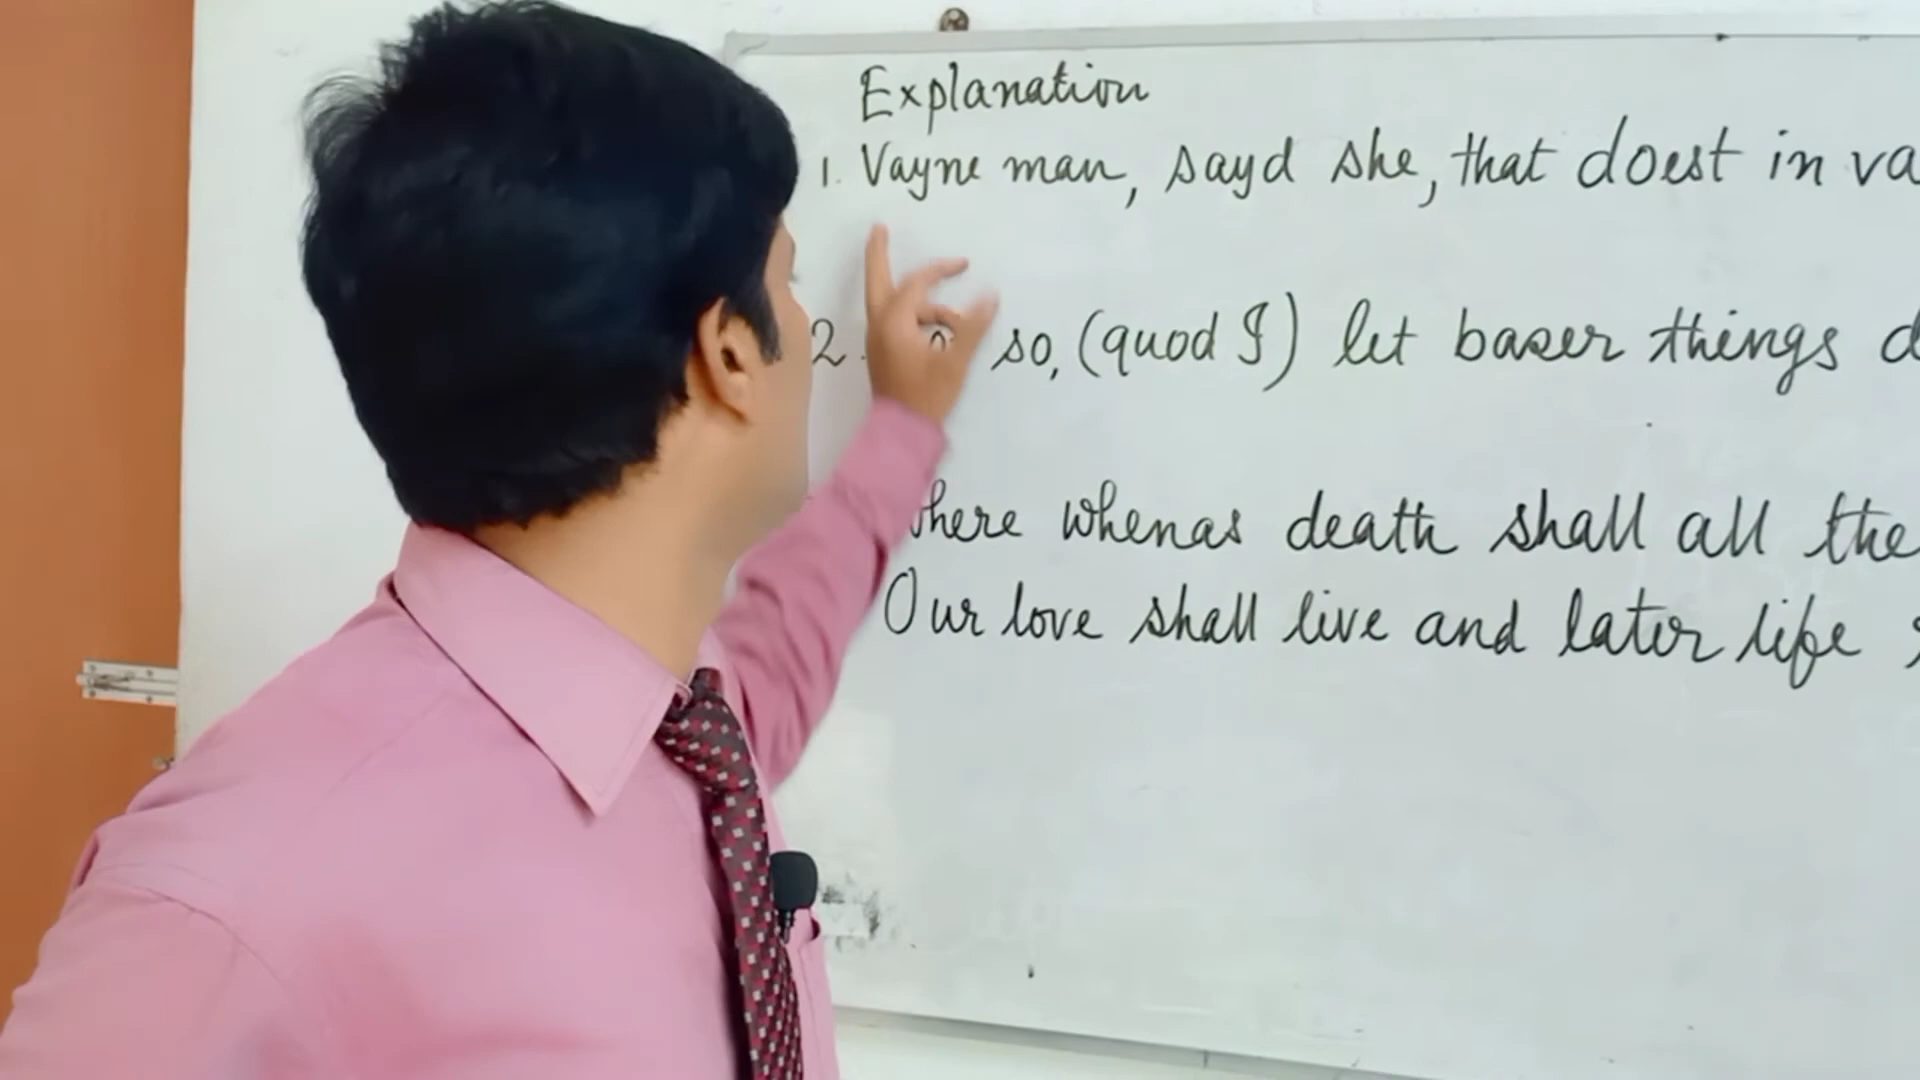 Explanation
1. Vayne man, sayd she, that doest in va
2. so, (quod I) let baser things d
where whenas death shall all the
Our love shall live and later life